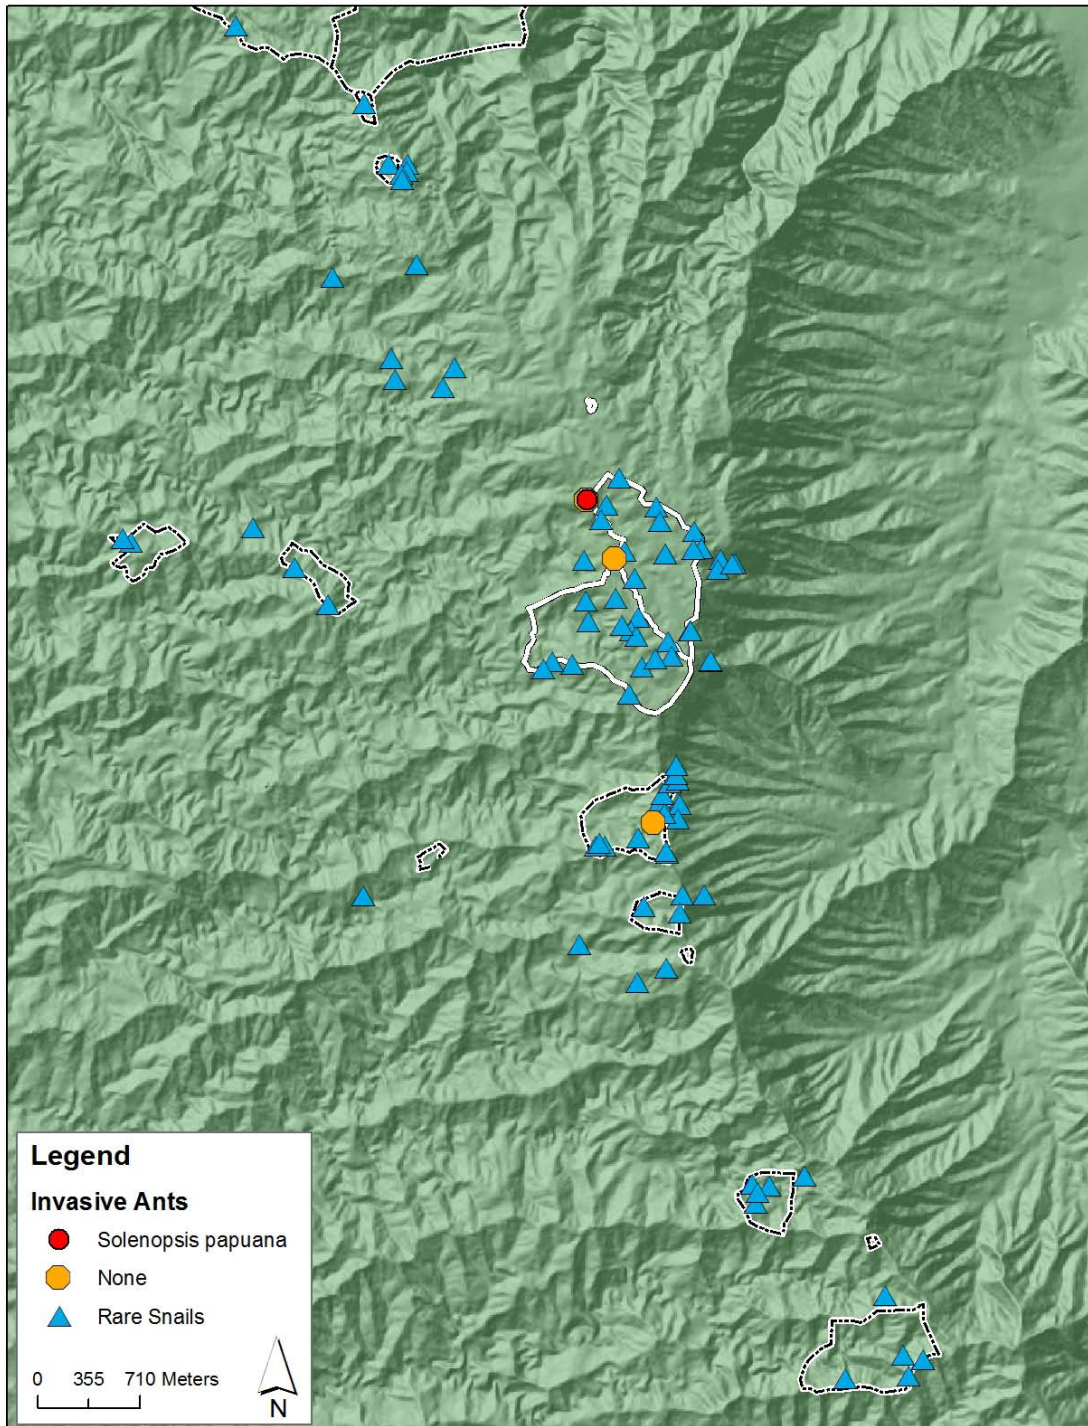 Legend
Invasive Ants
Solenopsis papuana
None
Rare Snails
0 355 710 Meters
N